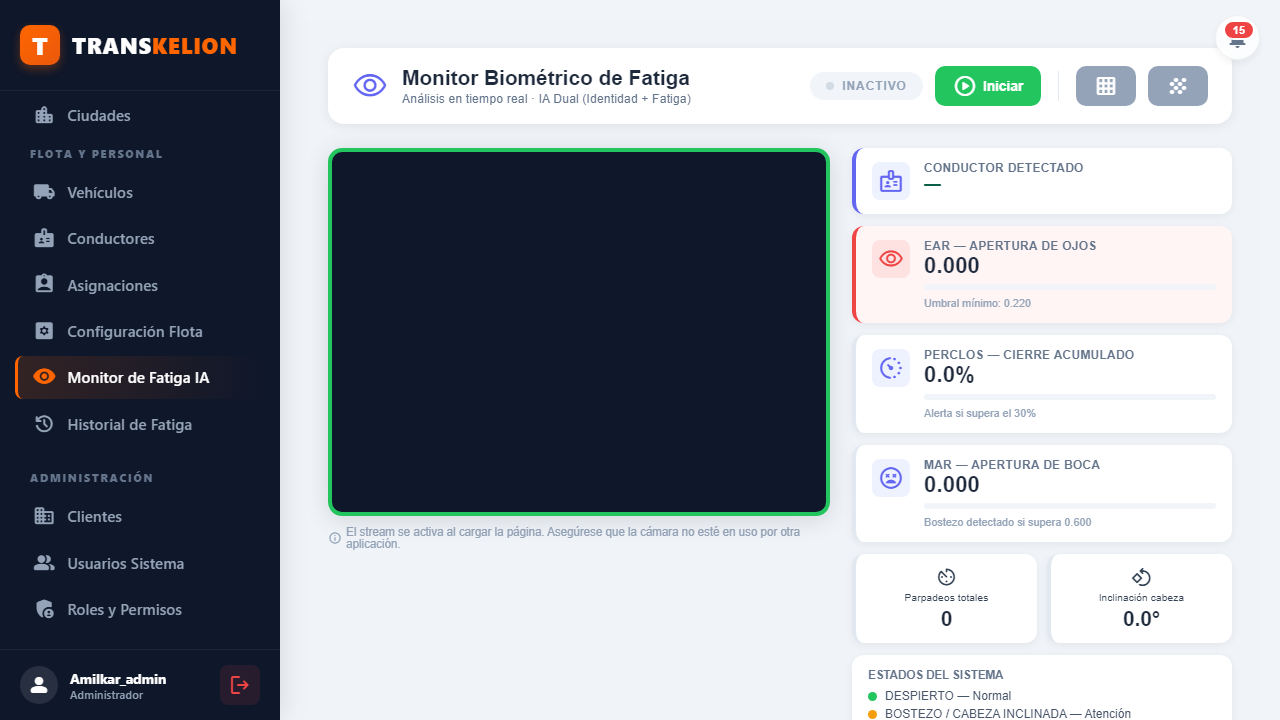 T TRANSKELION
Ciudades
FLOTA Y PERSONAL
Vehículos
Conductores
Asignaciones
Configuración Flota
Monitor de Fatiga IA
Historial de Fatiga
ADMINISTRACIÓN
Clientes
Usuarios Sistema
Roles y Permisos
Amilkar_admin
Administrador
15
Monitor Biométrico de Fatiga
Análisis en tiempo real · IA Dual (Identidad + Fatiga)
INACTIVO
Iniciar
El stream se activa al cargar la página. Asegúrese que la cámara no esté en uso por otra
aplicación.
CONDUCTOR DETECTADO
—
EAR — APERTURA DE OJOS
0.000
Umbral mínimo: 0.220
PERCLOS — CIERRE ACUMULADO
0.0%
Alerta si supera el 30%
MAR — APERTURA DE BOCA
0.000
Bostezo detectado si supera 0.600
Parpadeos totales
0
Inclinación cabeza
0.0°
ESTADOS DEL SISTEMA
DESPIERTO — Normal
BOSTEZO / CABEZA INCLINADA — Atención